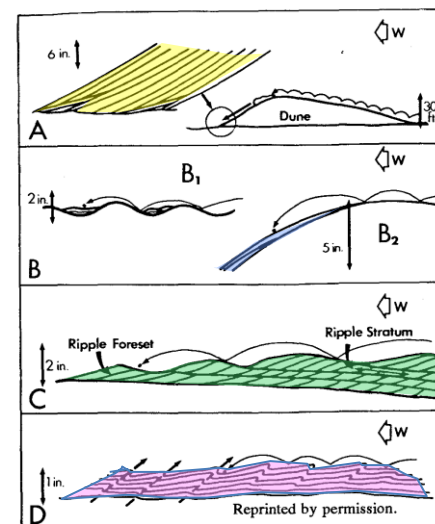 W
6 in.
30
ft
Dune
A
W
B1
2 in.
B2
5 in.
B
W
Ripple Foreset
Ripple Stratum
2 in.
C
W
1 in.
D
Reprinted by permission.